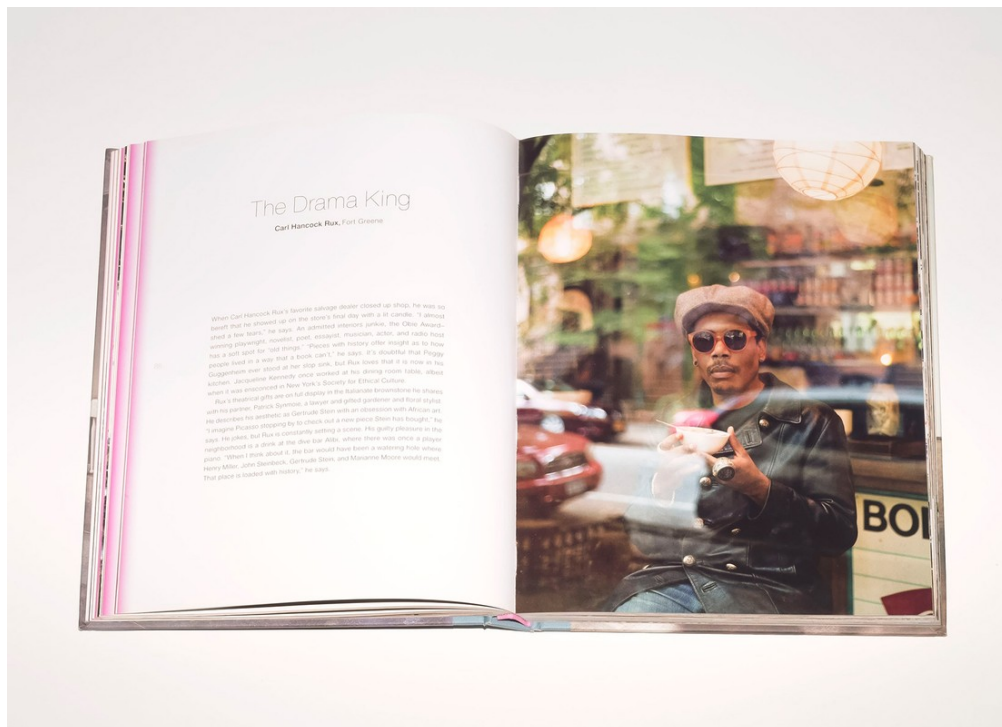 The Drama King
Carl Hancock Rux, Fort Greene
When Carl Hancock Rux's favorite salvage dealer closed up shop, he was so
bereft that he showed up on the store's final day with a lit candle. "I almost
shed a few tears," he says. An admitted interiors junkie, the Obie Award–
winning playwright, novelist, poet, essayist, musician, actor, and radio host
has a soft spot for "old things." "Pieces with history offer insight as to how
people lived in a way that a book can't," he says. It's doubtful that Peggy
Guggenheim ever stood at her slop sink, but Rux loves that it is now in his
kitchen. Jacqueline Kennedy once worked at his dining room table, albeit
when it was ensconced in New York's Society for Ethical Culture.
Rux's theatrical gifts are on full display in the Italianate brownstone he shares
with his partner, Patrick Synmoie, a lawyer and gifted gardener and floral stylist.
He describes his aesthetic as Gertrude Stein with an obsession with African art.
"I imagine Picasso stopping by to check out a new piece Stein has bought," he
says. He jokes, but Rux is constantly setting a scene. His guilty pleasure in the
neighborhood is a drink at the dive bar Alibi, where there was once a player
piano. "When I think about it, the bar would have been a watering hole where
Henry Miller, John Steinbeck, Gertrude Stein, and Marianne Moore would meet.
That place is loaded with history," he says.
BO